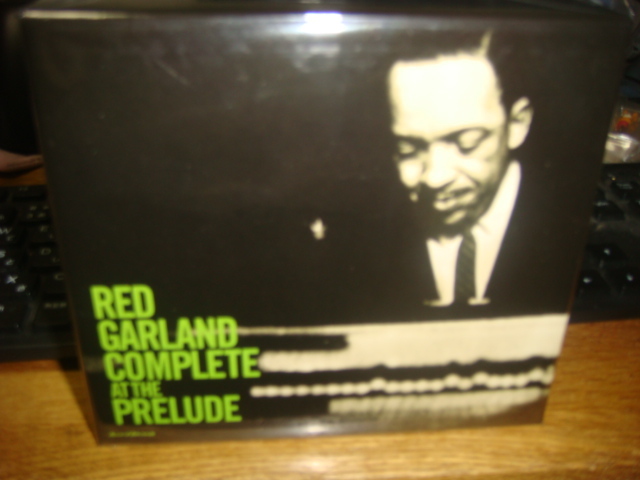 RED
GARLAND
COMPLETE
AT THE
PRELUDE